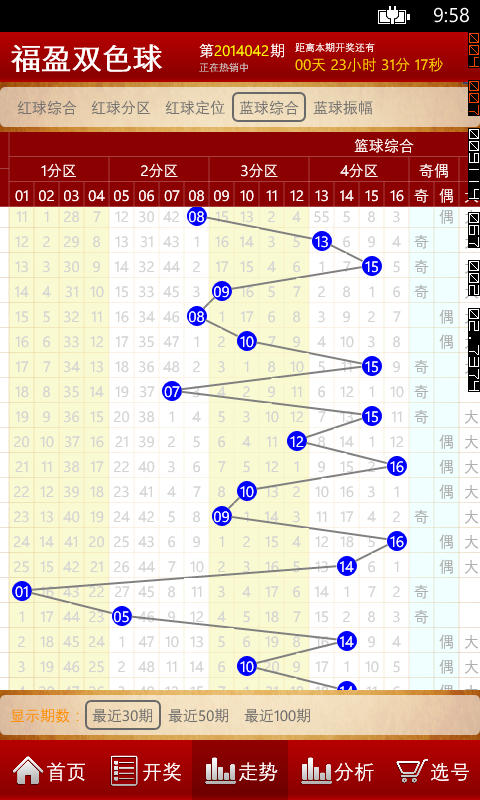 9:58
福盈双色球
第2014042期
正在热销中
距离本期开奖还有
00天 23小时 31分 17秒
红球综合 红球分区 红球定位 蓝球综合 蓝球振幅
篮球综合
1分区 2分区 3分区 4分区 奇偶
01 02 03 04 05 06 07 08 09 10 11 12 13 14 15 16 奇 偶 大
11 1 28 7 12 30 42 08 15 13 2 4 55 5 8 3 偶 大
12 2 29 8 13 31 43 1 16 14 3 5 13 6 9 4 奇 大
13 3 30 9 14 32 44 2 17 15 4 6 7 15 5 奇 大
14 4 31 10 15 33 45 3 09 16 5 7 2 8 1 6 奇 大
15 5 32 11 16 34 46 08 17 6 8 3 9 2 7 偶
16 6 33 12 17 35 47 1 2 10 7 9 4 10 3 8 偶
17 7 34 13 18 36 48 2 3 1 8 10 5 11 15 9 奇
18 8 35 14 19 37 07 3 4 2 9 11 6 12 10 奇
19 9 36 15 20 38 1 4 5 3 10 12 7 13 15 11 奇 大
20 10 37 16 21 39 2 5 6 4 11 12 8 14 1 12 偶 大
21 11 38 17 22 40 3 6 7 5 12 1 9 15 2 16 偶 大
22 12 39 18 23 41 4 7 8 10 13 2 10 16 3 1 偶 大
23 13 40 19 24 42 5 8 09 1 14 3 11 17 4 2 奇 大
24 14 41 20 25 43 6 9 1 2 15 4 12 18 5 16 偶 大
25 15 42 21 26 44 7 10 2 3 16 5 13 14 6 1 偶 大
01 16 43 22 27 45 8 11 3 4 17 6 14 1 7 2 奇
1 17 44 23 05 46 9 12 4 5 18 7 15 2 8 3 奇
2 18 45 24 1 47 10 13 5 6 19 8 16 14 9 4 偶 大
3 19 46 25 2 48 11 14 6 10 20 9 17 1 10 5 偶 大
显示期数： 最近30期 最近50期 最近100期
首页 开奖 走势 分析 选号